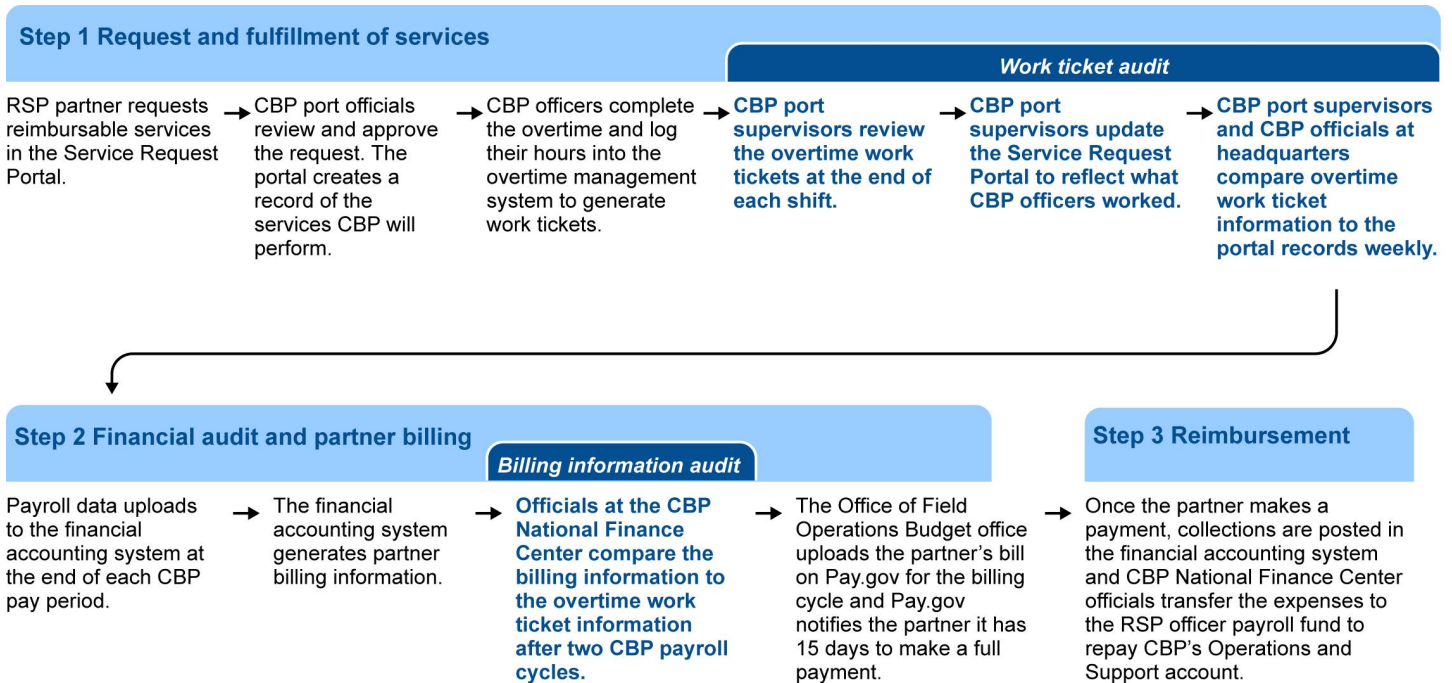 Step 1 Request and fulfillment of services
Work ticket audit
RSP partner requests
reimbursable services
in the Service Request
Portal.
CBP port officials
review and approve
the request. The
portal creates a
record of the
services CBP will
perform.
CBP officers complete
the overtime and log
their hours into the
overtime management
system to generate
work tickets.
CBP port
supervisors review
the overtime work
tickets at the end of
each shift.
CBP port
supervisors update
the Service Request
Portal to reflect what
CBP officers worked.
CBP port supervisors
and CBP officials at
headquarters
compare overtime
work ticket
information to the
portal records weekly.
Step 2 Financial audit and partner billing
Billing information audit
Payroll data uploads
to the financial
accounting system at
the end of each CBP
pay period.
The financial
accounting system
generates partner
billing information.
Officials at the CBP
National Finance
Center compare the
billing information to
the overtime work
ticket information
after two CBP payroll
cycles.
The Office of Field
Operations Budget office
uploads the partner’s bill
on Pay.gov for the billing
cycle and Pay.gov
notifies the partner it has
15 days to make a full
payment.
Step 3 Reimbursement
Once the partner makes a
payment, collections are posted in
the financial accounting system
and CBP National Finance Center
officials transfer the expenses to
the RSP officer payroll fund to
repay CBP’s Operations and
Support account.